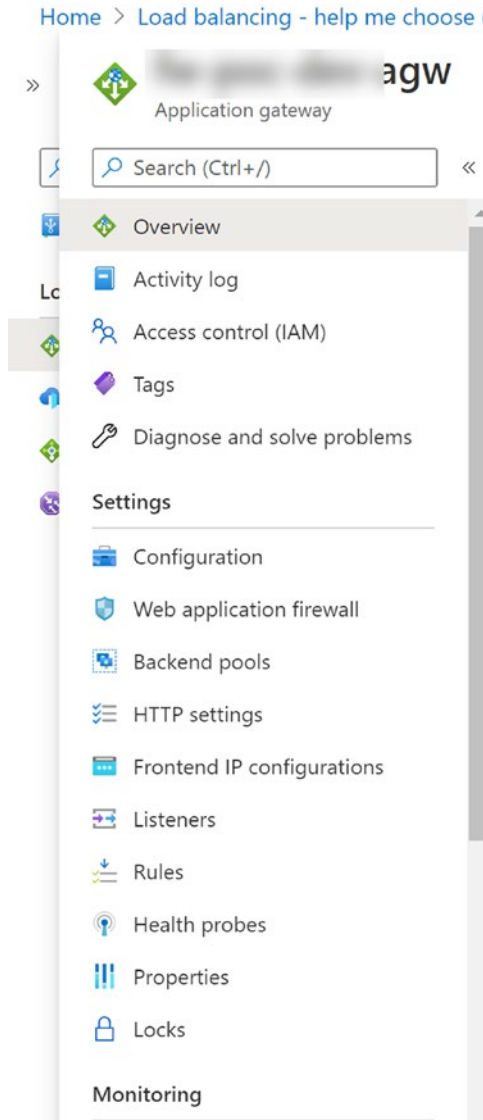 Home > Load balancing - help me choose
agw
Application gateway
Search (Ctrl+/)
Overview
Activity log
Lo
Access control (IAM)
Tags
Diagnose and solve problems
Settings
Configuration
Web application firewall
Backend pools
HTTP settings
Frontend IP configurations
Listeners
Rules
Health probes
Properties
Locks
Monitoring